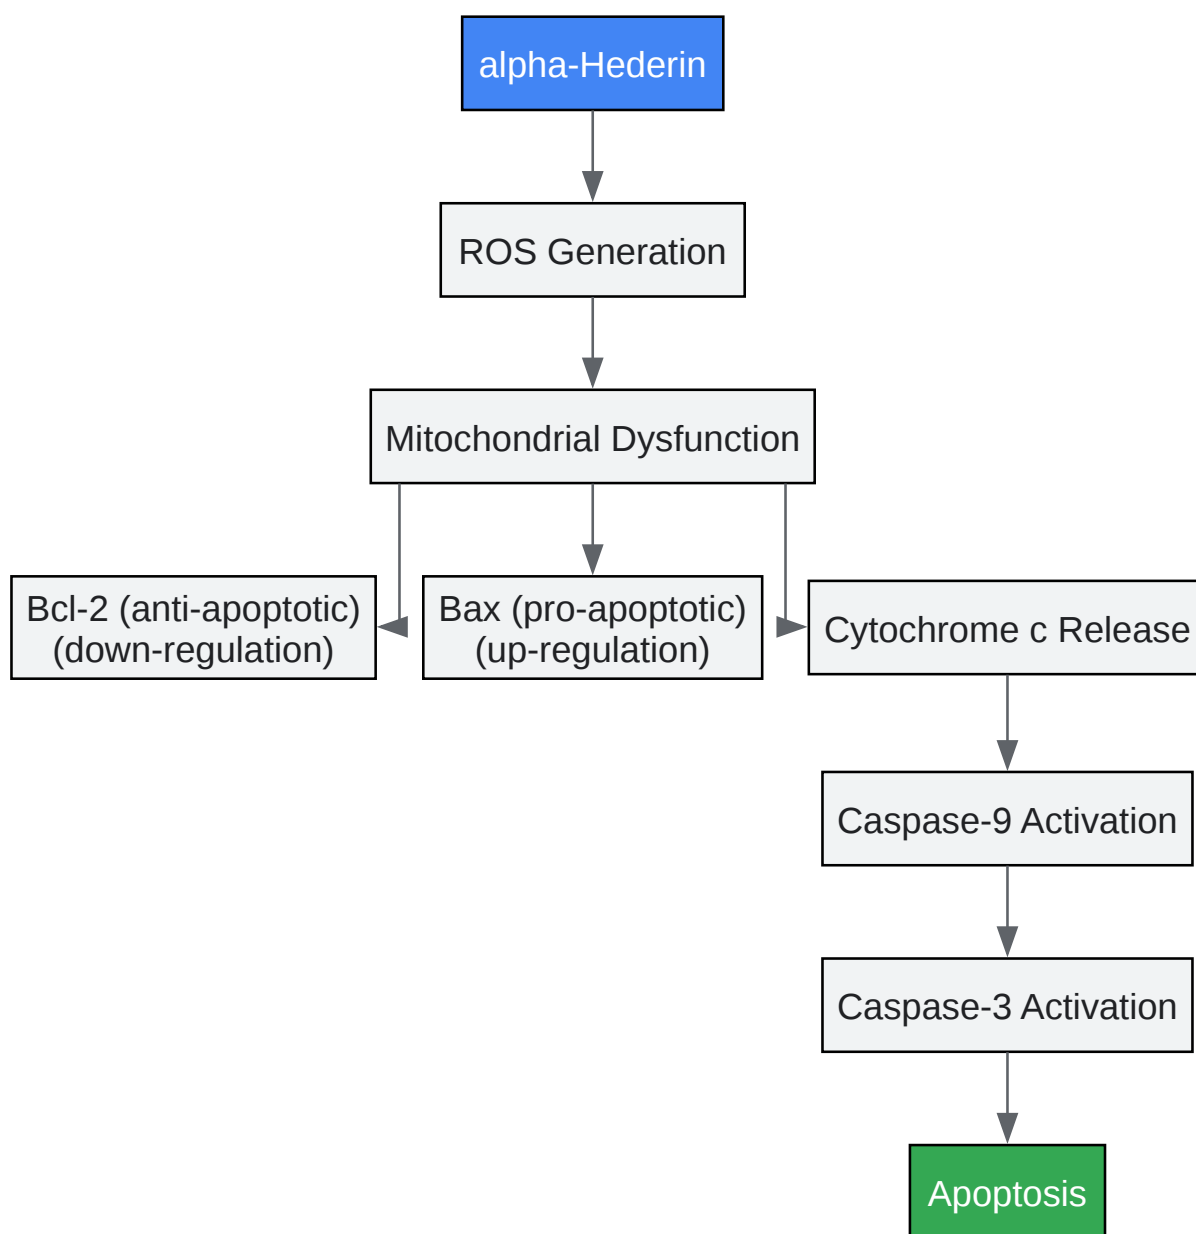 alpha-Hederin
ROS Generation
Mitochondrial Dysfunction
Bcl-2 (anti-apoptotic)
(down-regulation)
Bax (pro-apoptotic)
(up-regulation)
Cytochrome c Release
Caspase-9 Activation
Caspase-3 Activation
Apoptosis